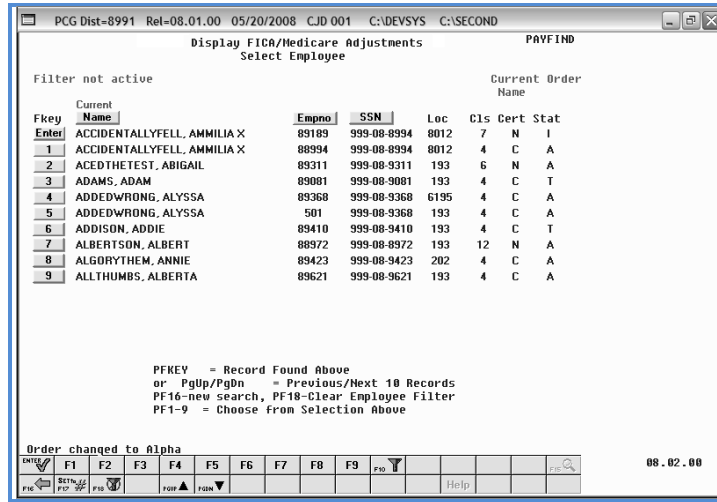 PCG Dist=8991 Rel=08.01.00 05/20/2008 CJD 001 C:\DEVSYS C:\SECOND
Display FICA/Medicare Adjustments PAYFIND
Select Employee
Filter not active Current Order
Name
Current
Fkey Name Empno SSN Loc Cls Cert Stat
Enter ACCIDENTALLYFELL, AMMILIA X 89189 999-08-8994 8012 7 N I
1 ACCIDENTALLYFELL, AMMILIA X 88994 999-08-8994 8012 4 C A
2 ACEDTHETEST, ABIGAIL 89311 999-08-9311 193 6 N A
3 ADAMS, ADAM 89081 999-08-9081 193 4 C T
4 ADDEDWRONG, ALYSSA 89368 999-08-9368 6195 4 C A
5 ADDEDWRONG, ALYSSA 501 999-08-9368 193 4 C A
6 ADDISON, ADDIE 89410 999-08-9410 193 4 C T
7 ALBERTSON, ALBERT 88972 999-08-8972 193 12 N A
8 ALGORYTHEM, ANNIE 89423 999-08-9423 202 4 C A
9 ALLTHUMBS, ALBERTA 89621 999-08-9621 193 4 C A
PFKEY = Record Found Above
or PgUp/PgDn = Previous/Next 10 Records
PF16-new search, PF18-Clear Employee Filter
PF1-9 = Choose from Selection Above
Order changed to Alpha
ENTER F1 F2 F3 F4 F5 F6 F7 F8 F9 F10 F15 08.02.00
F16 F17 F18 PGUP PGDN Help